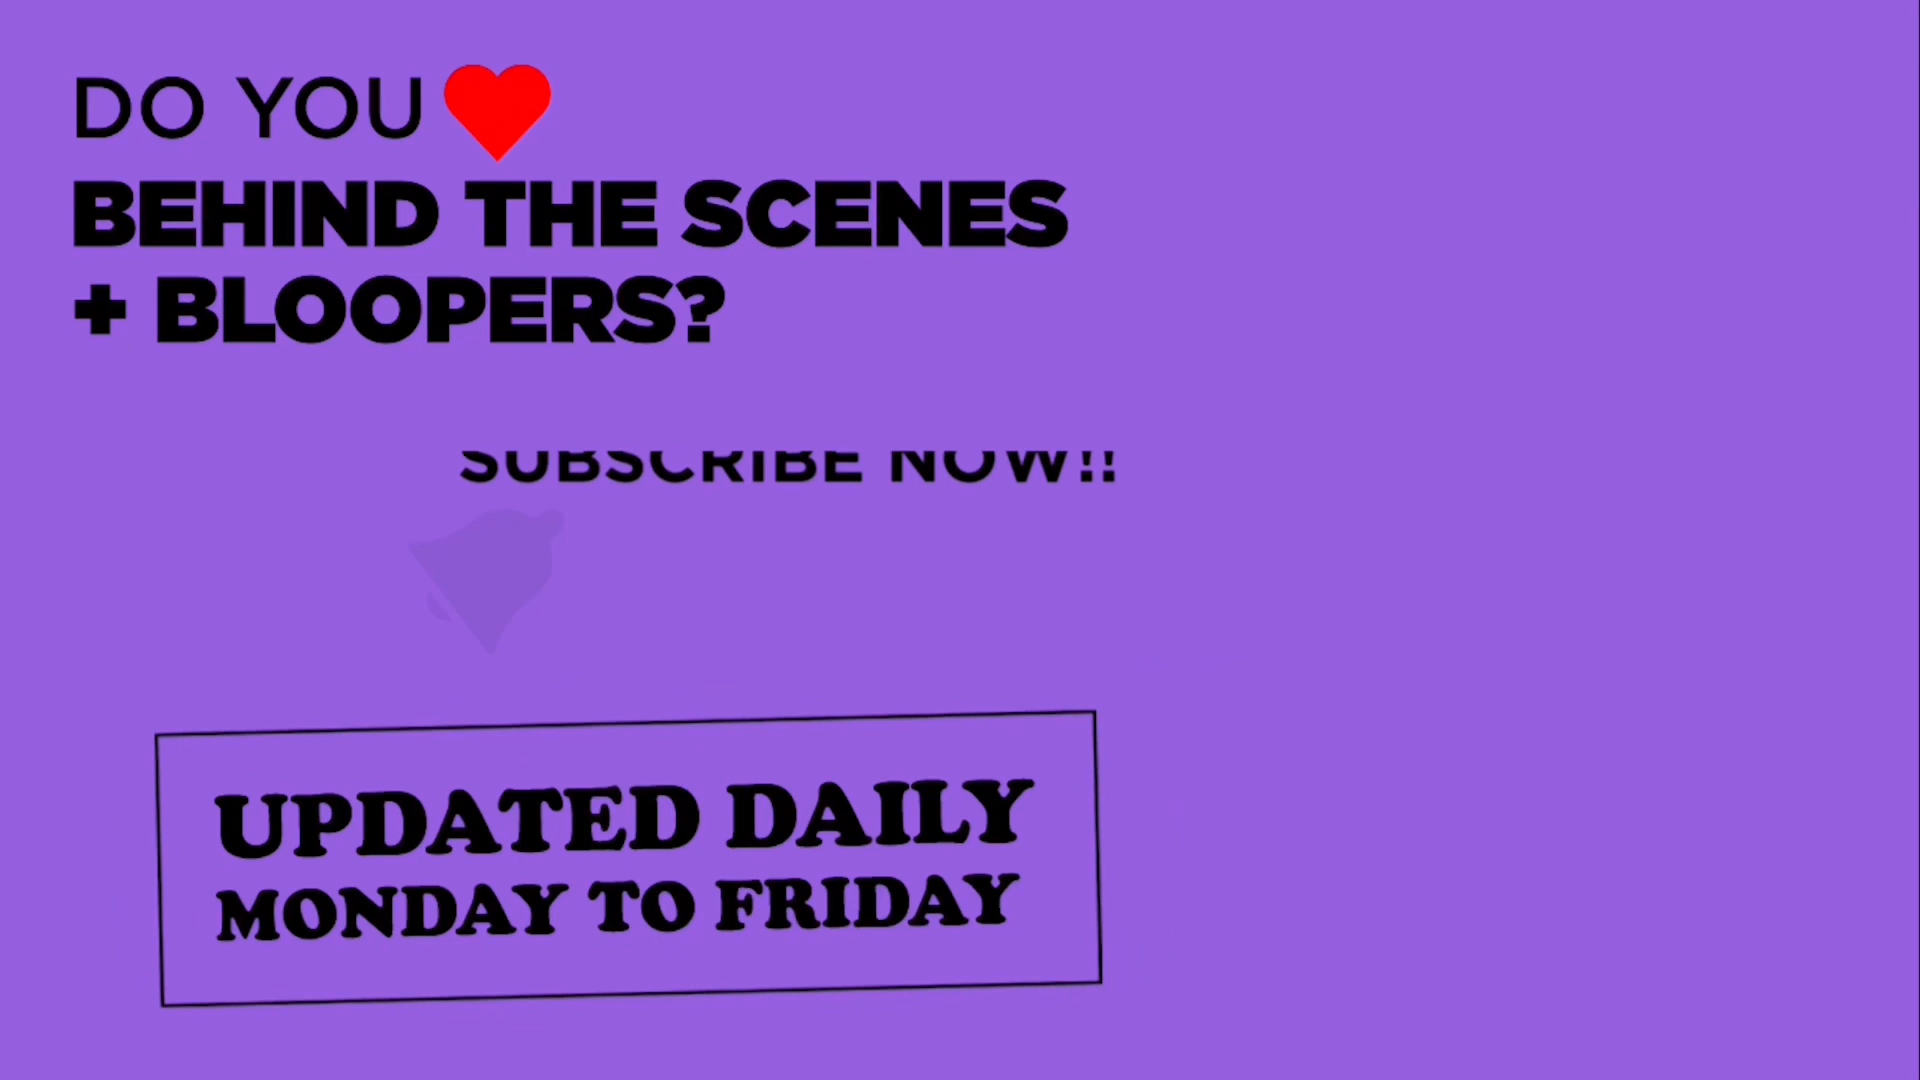 DO YOU
BEHIND THE SCENES
+ BLOOPERS?
SUBSCRIBE NOW!!
UPDATED DAILY
MONDAY TO FRIDAY